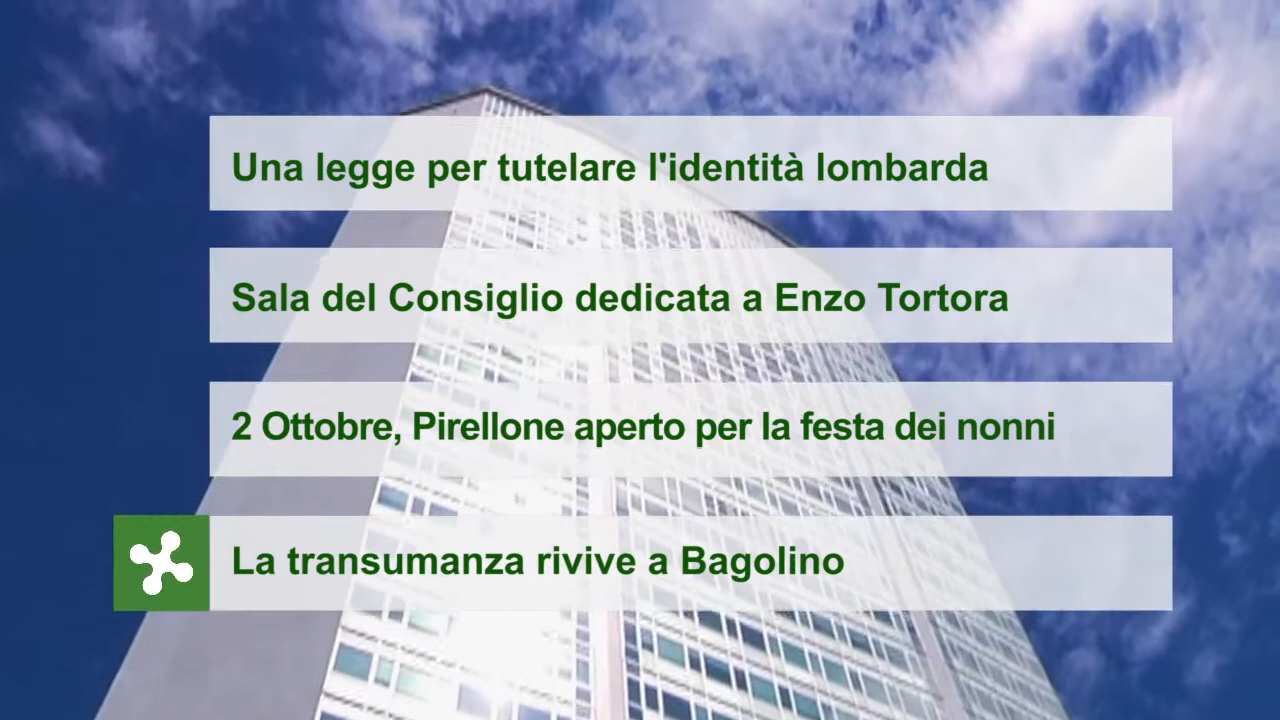 Una legge per tutelare l'identità lombarda
Sala del Consiglio dedicata a Enzo Tortora
2 Ottobre, Pirellone aperto per la festa dei nonni
La transumanza rivive a Bagolino